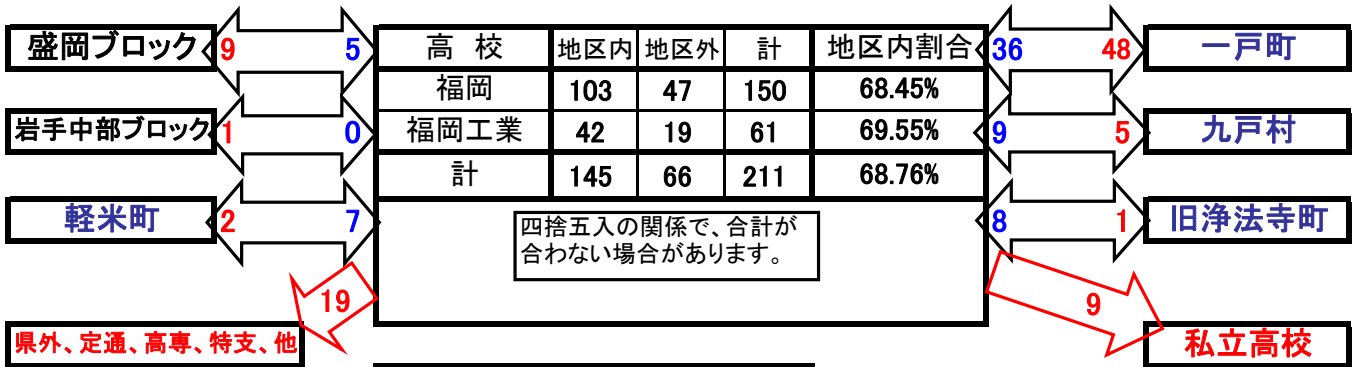 盛岡ブロック 9 5 高 校 地区内 地区外 計 地区内割合 36 48 一戸町
福岡 103 47 150 68.45%
岩手中部ブロック 1 0 福岡工業 42 19 61 69.55% 9 5 九戸村
計 145 66 211 68.76%
軽米町 2 7 8 1 旧浄法寺町
四捨五入の関係で、合計が
合わない場合があります。
19 9
県外、定通、高専、特支、他 私立高校